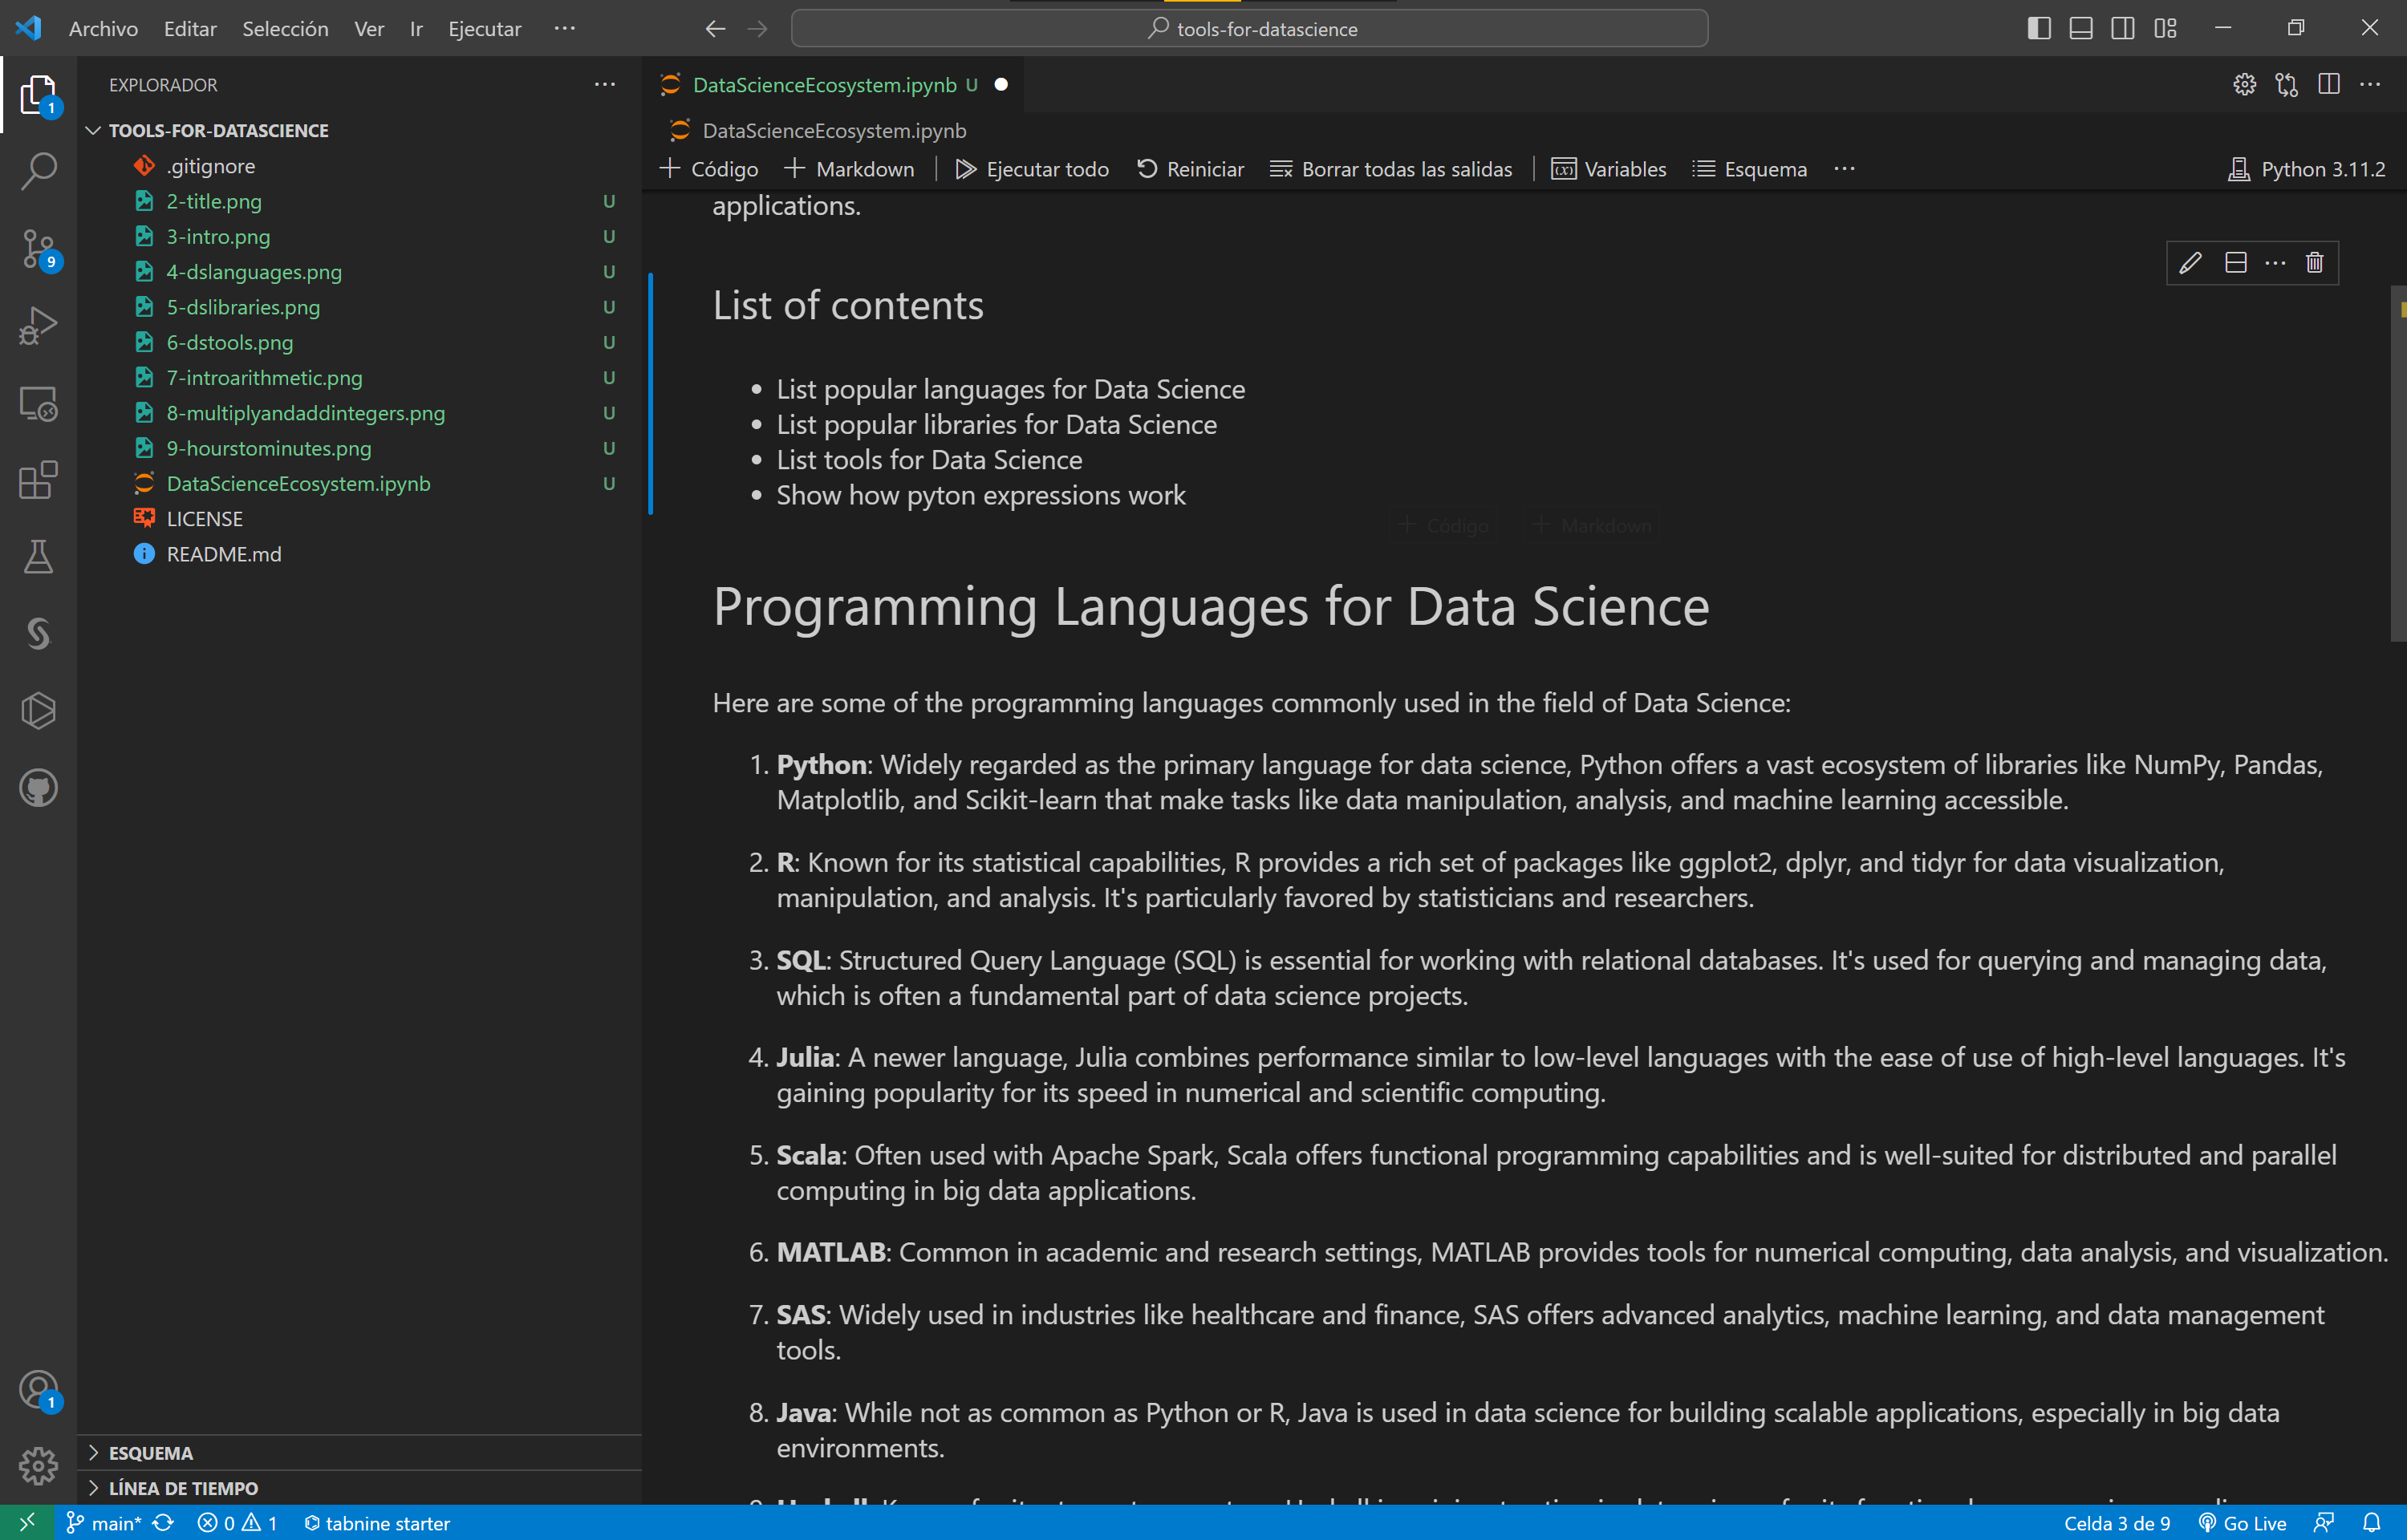 Archivo Editar Selección Ver Ir Ejecutar ···
tools-for-datascience
1
9
1
EXPLORADOR
TOOLS-FOR-DATASCIENCE
.gitignore
2-title.png U
3-intro.png U
4-dslanguages.png U
5-dslibraries.png U
6-dstools.png U
7-introarithmetic.png U
8-multiplyandaddintegers.png U
9-hourstominutes.png U
DataScienceEcosystem.ipynb U
LICENSE
README.md
ESQUEMA
LÍNEA DE TIEMPO
DataScienceEcosystem.ipynb U
DataScienceEcosystem.ipynb
Código Markdown Ejecutar todo Reiniciar Borrar todas las salidas Variables Esquema ··· Python 3.11.2
applications.
List of contents
• List popular languages for Data Science
• List popular libraries for Data Science
• List tools for Data Science
• Show how pyton expressions work
+ Código + Markdown
Programming Languages for Data Science
Here are some of the programming languages commonly used in the field of Data Science:
1. Python: Widely regarded as the primary language for data science, Python offers a vast ecosystem of libraries like NumPy, Pandas,
Matplotlib, and Scikit-learn that make tasks like data manipulation, analysis, and machine learning accessible.
2. R: Known for its statistical capabilities, R provides a rich set of packages like ggplot2, dplyr, and tidyr for data visualization,
manipulation, and analysis. It's particularly favored by statisticians and researchers.
3. SQL: Structured Query Language (SQL) is essential for working with relational databases. It's used for querying and managing data,
which is often a fundamental part of data science projects.
4. Julia: A newer language, Julia combines performance similar to low-level languages with the ease of use of high-level languages. It's
gaining popularity for its speed in numerical and scientific computing.
5. Scala: Often used with Apache Spark, Scala offers functional programming capabilities and is well-suited for distributed and parallel
computing in big data applications.
6. MATLAB: Common in academic and research settings, MATLAB provides tools for numerical computing, data analysis, and visualization.
7. SAS: Widely used in industries like healthcare and finance, SAS offers advanced analytics, machine learning, and data management
tools.
8. Java: While not as common as Python or R, Java is used in data science for building scalable applications, especially in big data
environments.
main* 0 1 tabnine starter Celda 3 de 9 Go Live